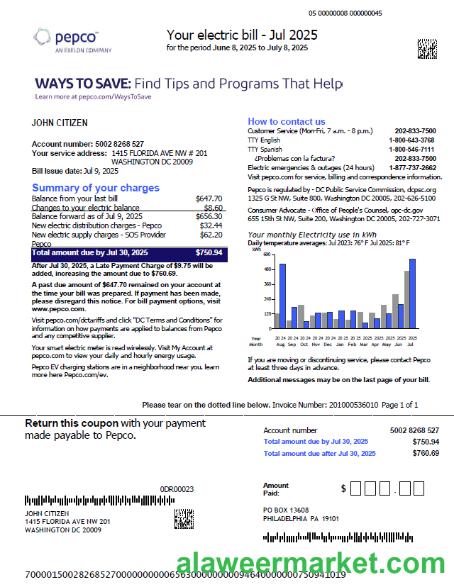 05 00000008 000000045
pepco
AN EXELON COMPANY
Your electric bill - Jul 2025
for the period June 8, 2025 to July 8, 2025
WAYS TO SAVE: Find Tips and Programs That Help
Learn more at pepco.com/WaysToSave
JOHN CITIZEN
Account number: 5002 8268 527
Your service address: 1415 FLORIDA AVE NW # 201
WASHINGTON DC 20009
Bill issue date: Jul 9, 2025
Summary of your charges
Balance from your last bill $647.70
Changes to your electric balance $8.60
Balance forward as of Jul 9, 2025 $656.30
New electric distribution charges - Pepco $32.44
New electric supply charges - SOS Provider $62.20
Pepco
Total amount due by Jul 30, 2025 $750.94
After Jul 30, 2025, a Late Payment Charge of $9.75 will be
added, increasing the amount due to $760.69.
A past due amount of $647.70 remained on your account at
the time your bill was prepared. If payment has been made,
please disregard this notice. For bill payment options, visit
www.pepco.com.
Visit pepco.com/dctariffs and click "DC Terms and Conditions" for
information on how payments are applied to balances from Pepco
and any competitive supplier.
Your smart electric meter is read wirelessly. Visit My Account at
pepco.com to view your daily and hourly energy usage.
Pepco EV charging stations are in a neighborhood near you. learn
more here Pepco.com/ev.
How to contact us
Customer Service (Mon-Fri, 7 a.m. - 8 p.m.) 202-833-7500
TTY English 1-800-643-3768
TTY Spanish 1-800-546-7111
¿Problemas con la factura? 202-833-7500
Electric emergencies & outages (24 hours) 1-877-737-2662
Visit pepco.com for service, billing and correspondence information.
Pepco is regulated by - DC Public Service Commission, dcpsc.org
1325 G St NW, Suite 800, Washington DC 20005, 202-626-5100
Consumer Advocate - Office of People's Counsel, opc-dc.gov
655 15th St NW, Suite 200, Washington DC 20005, 202-727-3071
Your monthly Electricity use in kWh
Daily temperature averages: Jul 2023: 76° F Jul 2025: 81° F
kWh
600
480
360
240
120
0
Year 20 24 20 24 20 24 20 24 20 24 2025 2025 2025 2025 2025 2025 2025
Month Aug Sep Oct Nov Dec Jan Feb Mar Apr May Jun Jul
If you are moving or discontinuing service, please contact Pepco
at least three days in advance.
Additional messages may be on the last page of your bill.
Please tear on the dotted line below. Invoice Number: 201000536010 Page 1 of 1
Return this coupon with your payment
made payable to Pepco.
Account number 5002 8268 527
Total amount due by Jul 30, 2025 $750.94
Total amount due after Jul 30, 2025 $760.69
0DR00023
Amount
Paid: $ .
JOHN CITIZEN
1415 FLORIDA AVE NW 201
WASHINGTON DC 20009
PO BOX 13608
PHILADELPHIA PA 19101
alaweermarket.com